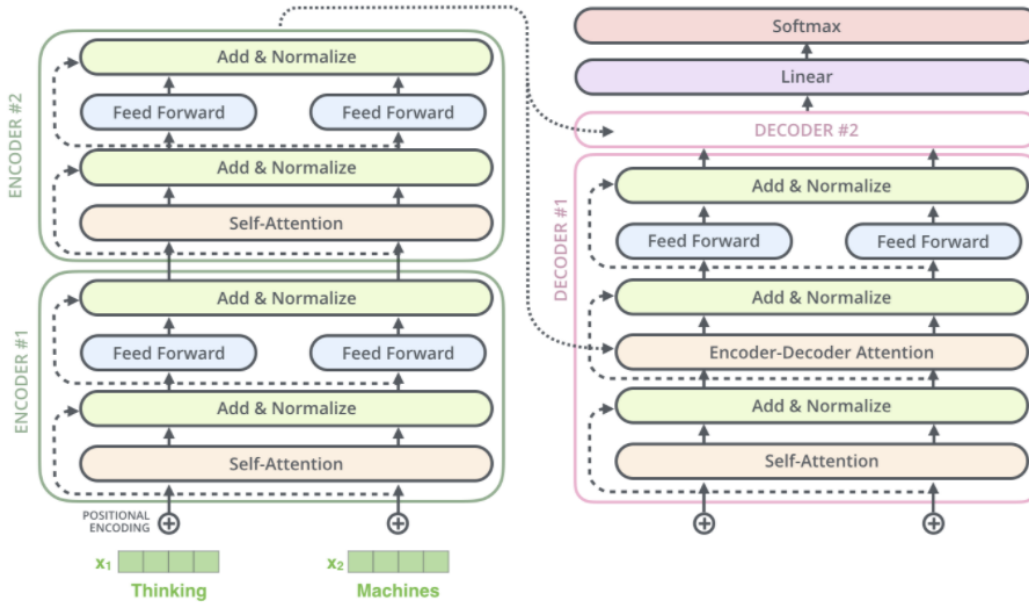 ENCODER #2
Add & Normalize
Feed Forward
Feed Forward
Add & Normalize
Self-Attention
ENCODER #1
Add & Normalize
Feed Forward
Feed Forward
Add & Normalize
Self-Attention
POSITIONAL
ENCODING
x1
x2
Thinking
Machines
Softmax
Linear
DECODER #2
DECODER #1
Add & Normalize
Feed Forward
Feed Forward
Add & Normalize
Encoder-Decoder Attention
Add & Normalize
Self-Attention